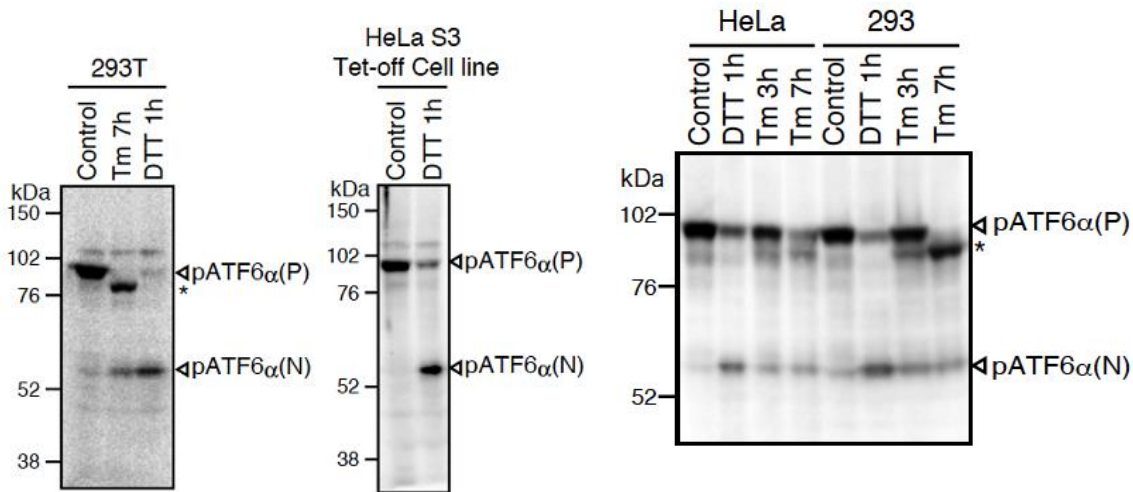 293T
Control
Tm 7h
DTT 1h
kDa
150
102
76
52
38
pATF6α(P)
*
pATF6α(N)
HeLa S3
Tet-off Cell line
Control
DTT 1h
kDa
150
102
76
52
38
pATF6α(P)
pATF6α(N)
HeLa
293
Control
DTT 1h
Tm 3h
Tm 7h
Control
DTT 1h
Tm 3h
Tm 7h
kDa
102
76
52
pATF6α(P)
*
pATF6α(N)